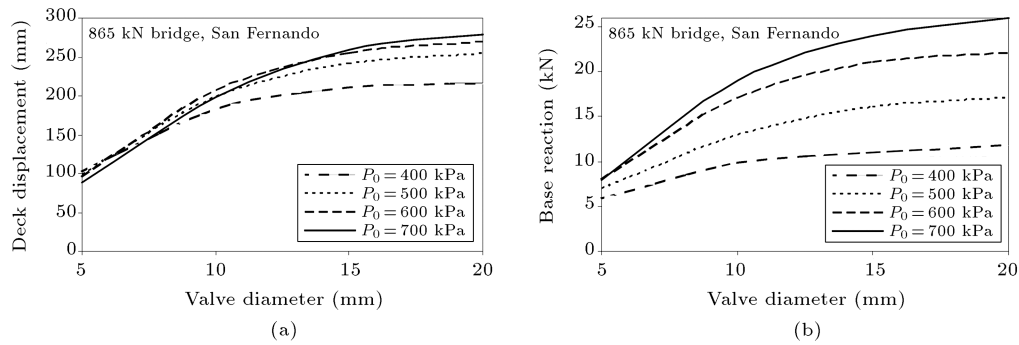 Deck displacement (mm)
300
250
200
150
100
50
0
865 kN bridge, San Fernando
P0 = 400 kPa
P0 = 500 kPa
P0 = 600 kPa
P0 = 700 kPa
5 10 15 20
Valve diameter (mm)
(a)
Base reaction (kN)
25
20
15
10
5
0
865 kN bridge, San Fernando
P0 = 400 kPa
P0 = 500 kPa
P0 = 600 kPa
P0 = 700 kPa
5 10 15 20
Valve diameter (mm)
(b)